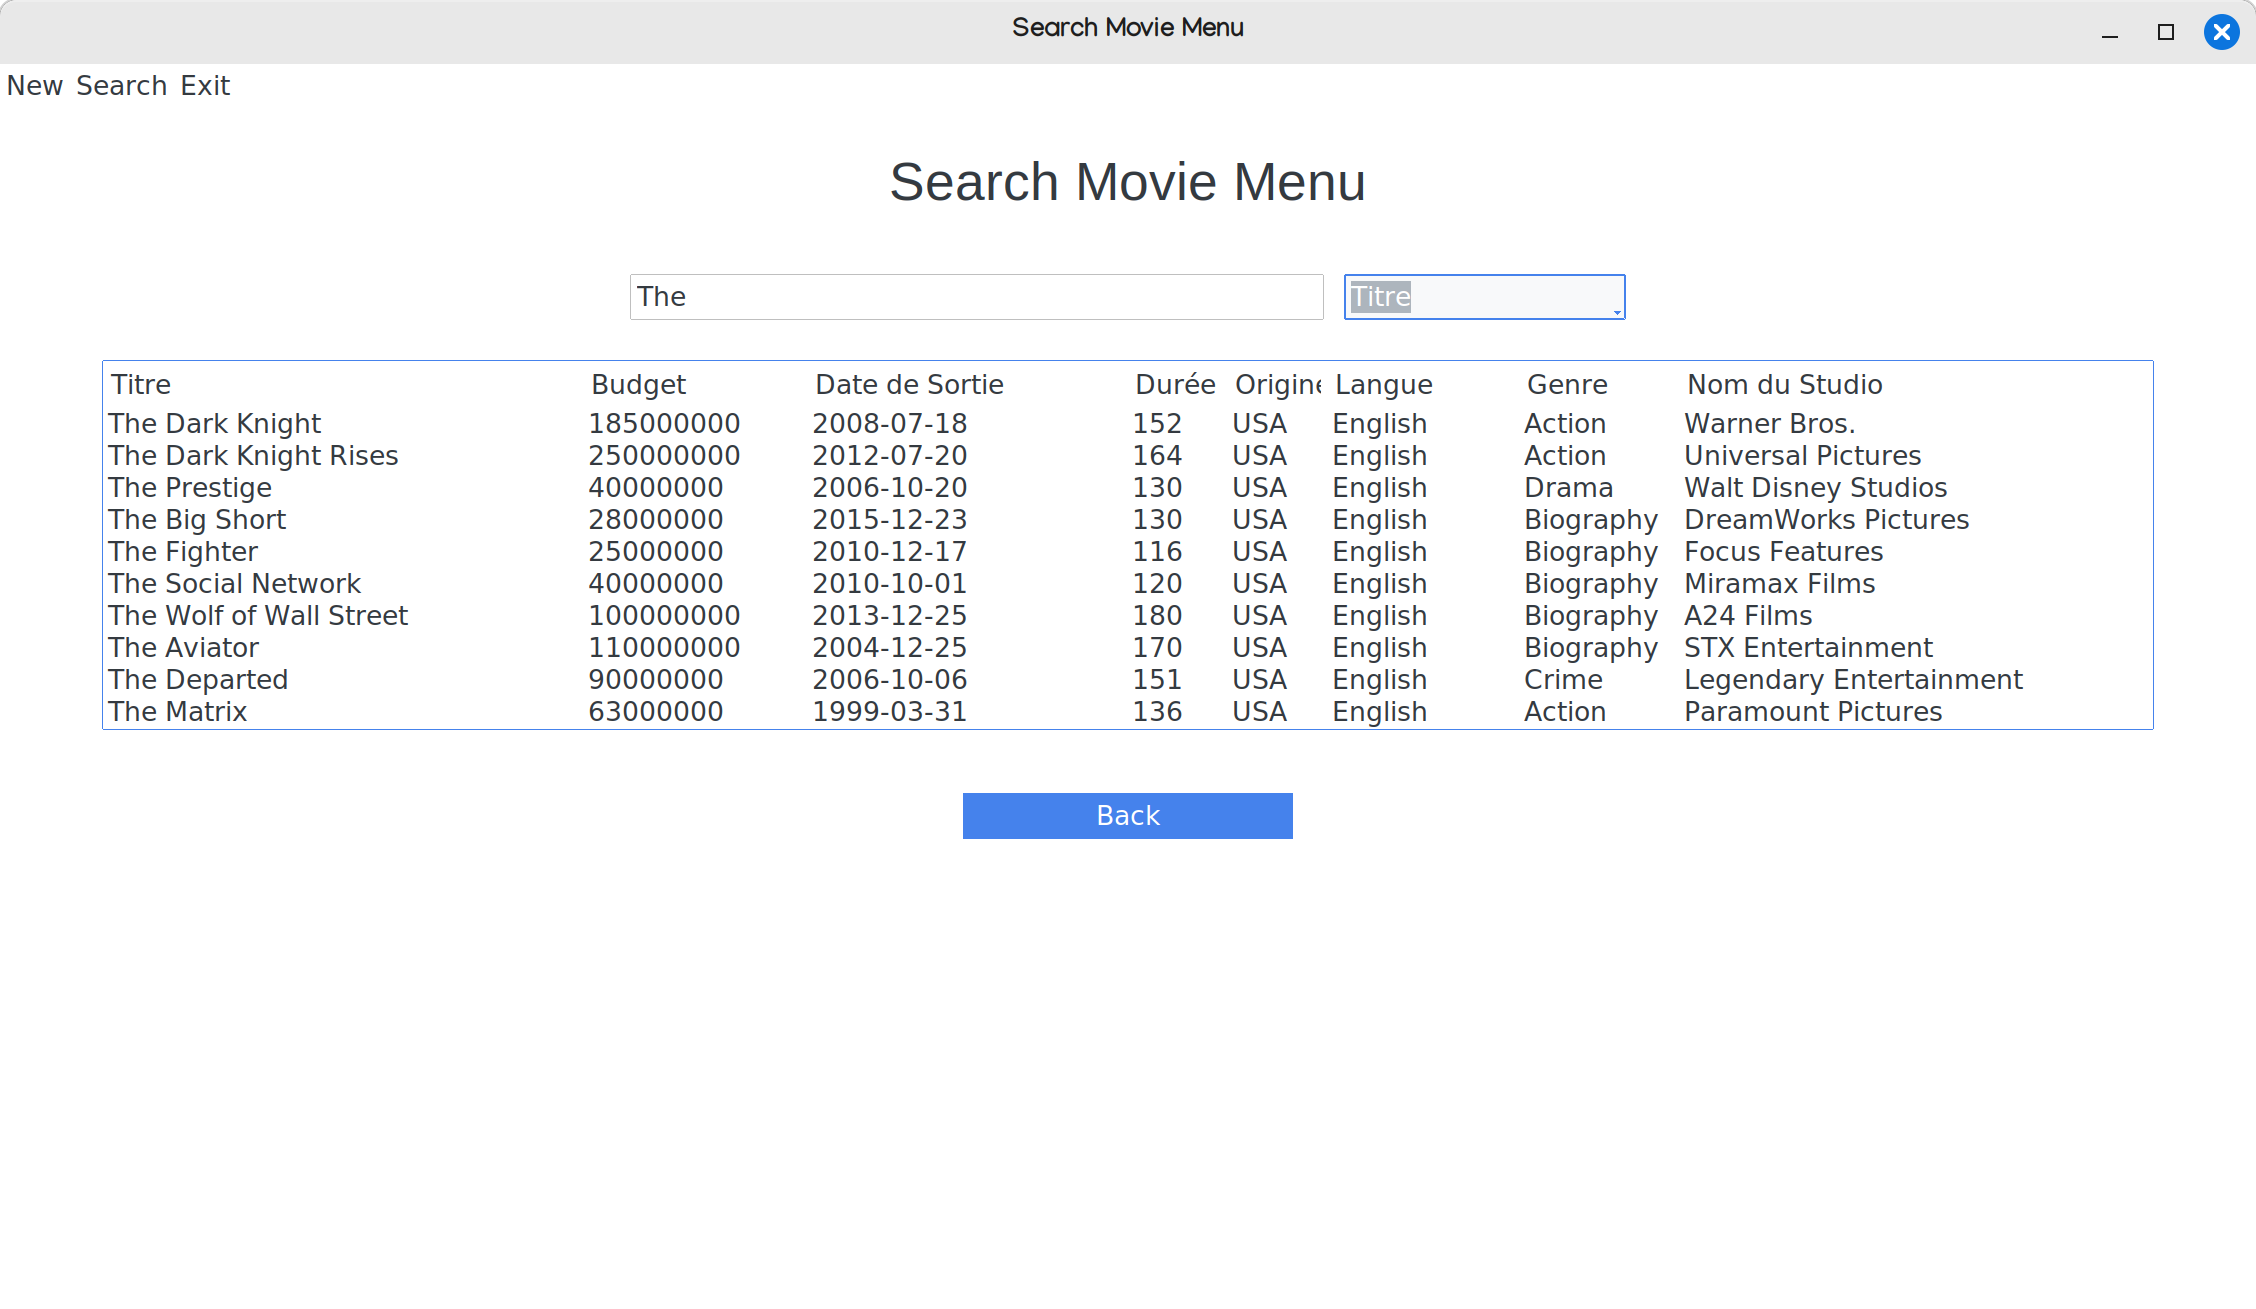 Search Movie Menu
New Search Exit
Search Movie Menu
The Titre
Titre Budget Date de Sortie Durée Origine Langue Genre Nom du Studio
The Dark Knight 185000000 2008-07-18 152 USA English Action Warner Bros.
The Dark Knight Rises 250000000 2012-07-20 164 USA English Action Universal Pictures
The Prestige 40000000 2006-10-20 130 USA English Drama Walt Disney Studios
The Big Short 28000000 2015-12-23 130 USA English Biography DreamWorks Pictures
The Fighter 25000000 2010-12-17 116 USA English Biography Focus Features
The Social Network 40000000 2010-10-01 120 USA English Biography Miramax Films
The Wolf of Wall Street 100000000 2013-12-25 180 USA English Biography A24 Films
The Aviator 110000000 2004-12-25 170 USA English Biography STX Entertainment
The Departed 90000000 2006-10-06 151 USA English Crime Legendary Entertainment
The Matrix 63000000 1999-03-31 136 USA English Action Paramount Pictures
Back